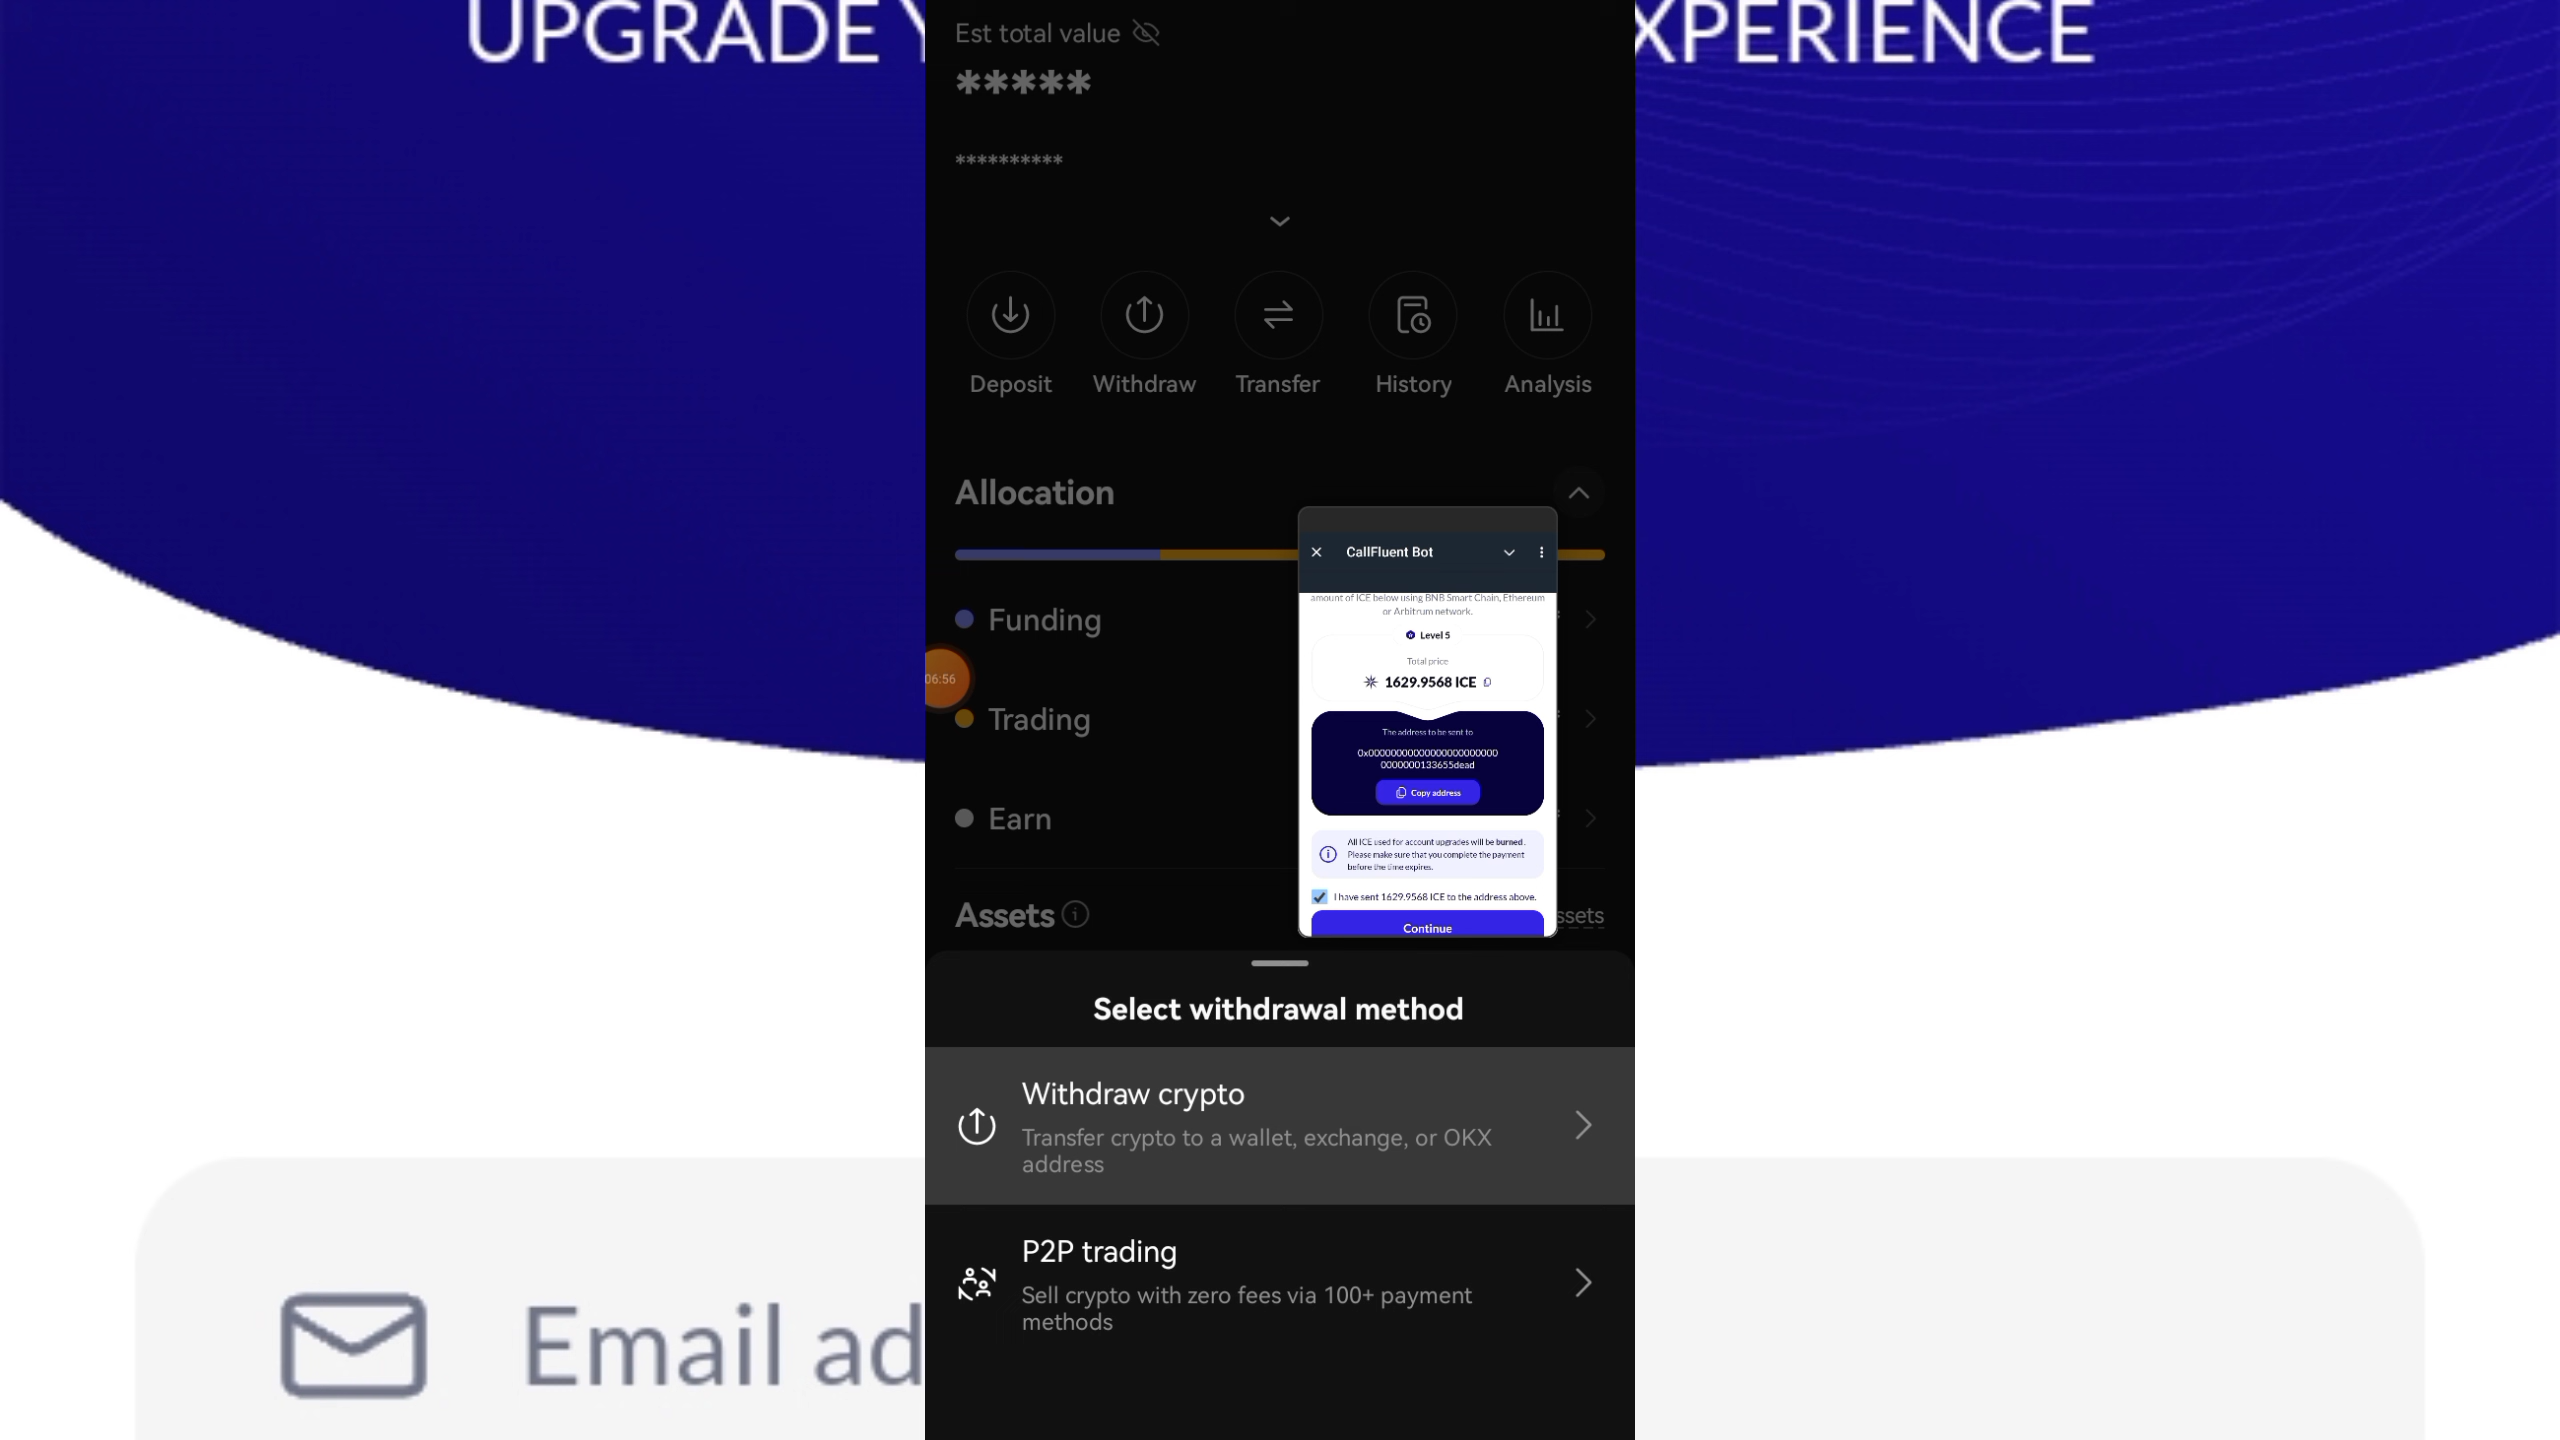 UPGRADE Y
XPERIENCE
Est total value
*****
**********
Deposit
Withdraw
Transfer
History
Analysis
Allocation
Funding
Trading
Earn
Assets
ssets
06:56
CallFluent Bot
amount of ICE below using BNB Smart Chain, Ethereum
or Arbitrum network.
Level 5
Total price
1629.9568 ICE
The address to be sent to
Copy address
All ICE used for account upgrades will be burned.
Please make sure that you complete the payment
before the time expires.
I have sent 1629.9568 ICE to the address above.
Continue
Select withdrawal method
Withdraw crypto
Transfer crypto to a wallet, exchange, or OKX
address
P2P trading
Sell crypto with zero fees via 100+ payment
methods
Email ad